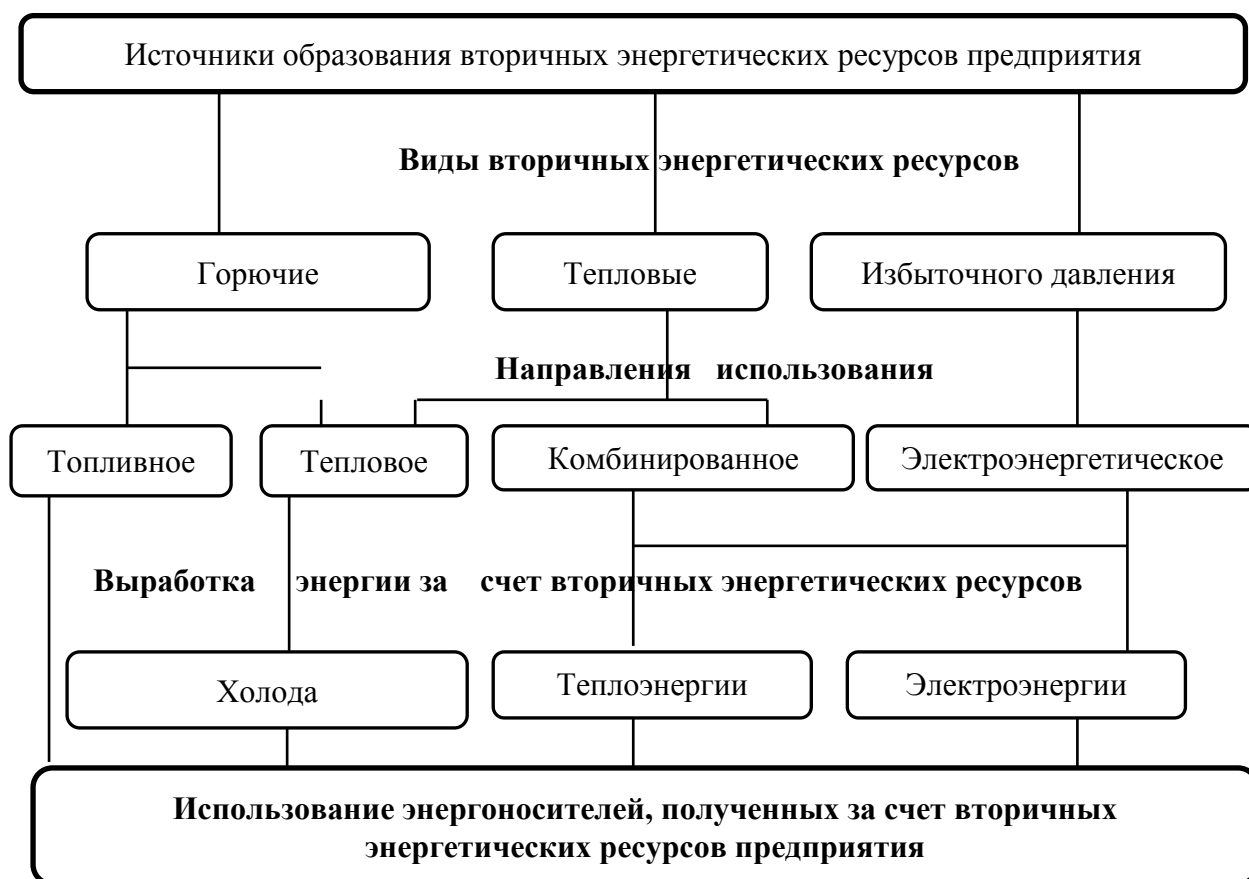 Источники образования вторичных энергетических ресурсов предприятия
Виды вторичных энергетических ресурсов
Горючие
Тепловые
Избыточного давления
Направления использования
Топливное
Тепловое
Комбинированное
Электроэнергетическое
Выработка энергии за счет вторичных энергетических ресурсов
Холода
Теплоэнергии
Электроэнергии
Использование энергоносителей, полученных за счет вторичных
энергетических ресурсов предприятия